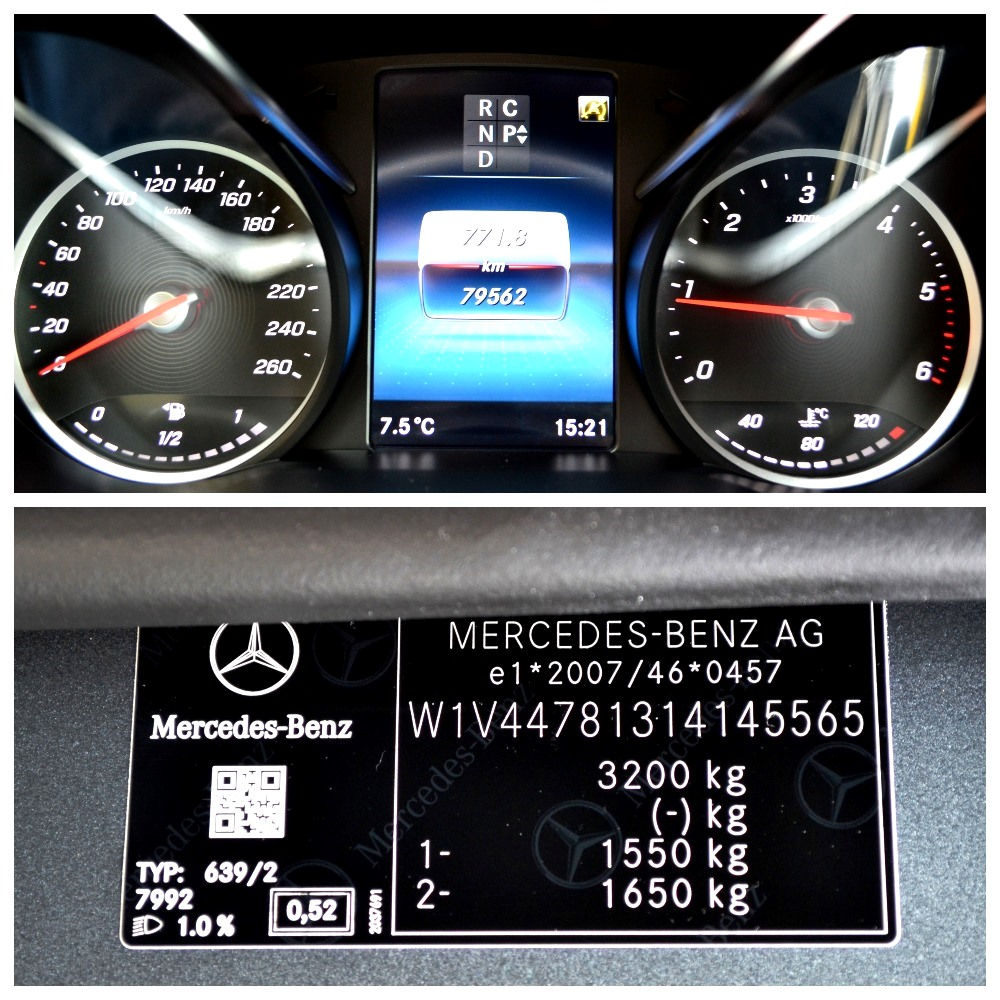 R C
N P
D
771.8
km
79562
7.5°C 15:21
0
20
40
60
80
100
120
140
160
180
220
240
260
km/h
0 1/2 1
0
1
2
3
4
5
6
40 80 120
°C
Mercedes-Benz
TYP: 639/2
7992
1.0 %
0,52
2037691
MERCEDES-BENZ AG
e1*2007/46*0457
W1V44781314145565
3200 kg
(-) kg
1- 1550 kg
2- 1650 kg